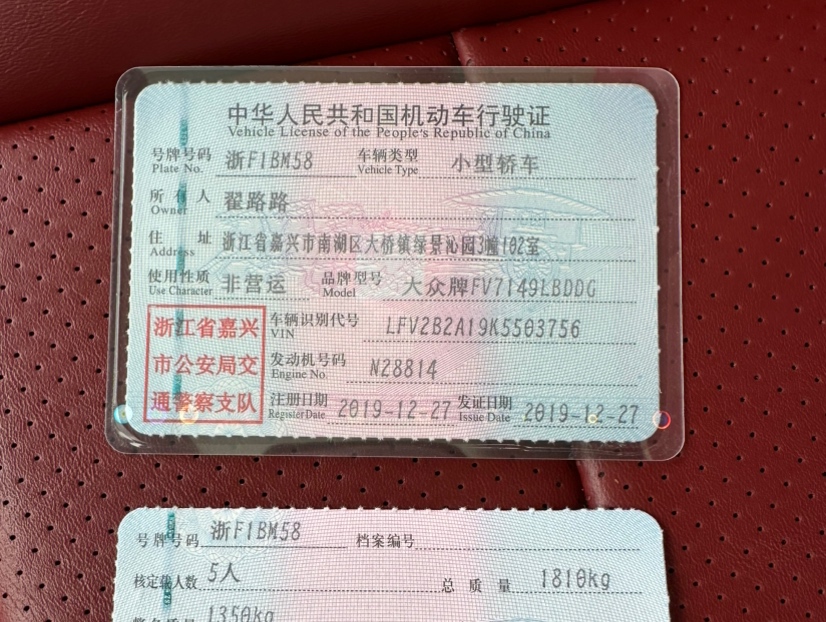 中华人民共和国机动车行驶证
Vehicle License of the People's Republic of China
号牌号码 浙F1BM58 车辆类型 小型轿车
Plate No. Vehicle Type
所有人 翟路路
Owner
住址 浙江省嘉兴市南湖区大桥镇绿景沁园3幢102室
Address
使用性质 非营运 品牌型号 大众牌FV7149LBDDG
Use Character Model
浙江省嘉兴 车辆识别代号 LFV2B2A19K5503756
VIN
市公安局交 发动机号码 N28814
Engine No.
通警察支队 注册日期 2019-12-27 发证日期 2019-12-27
Register Date Issue Date
号牌号码 浙F1BM58 档案编号
核定载人数 5人 总质量 1810kg
1350kg